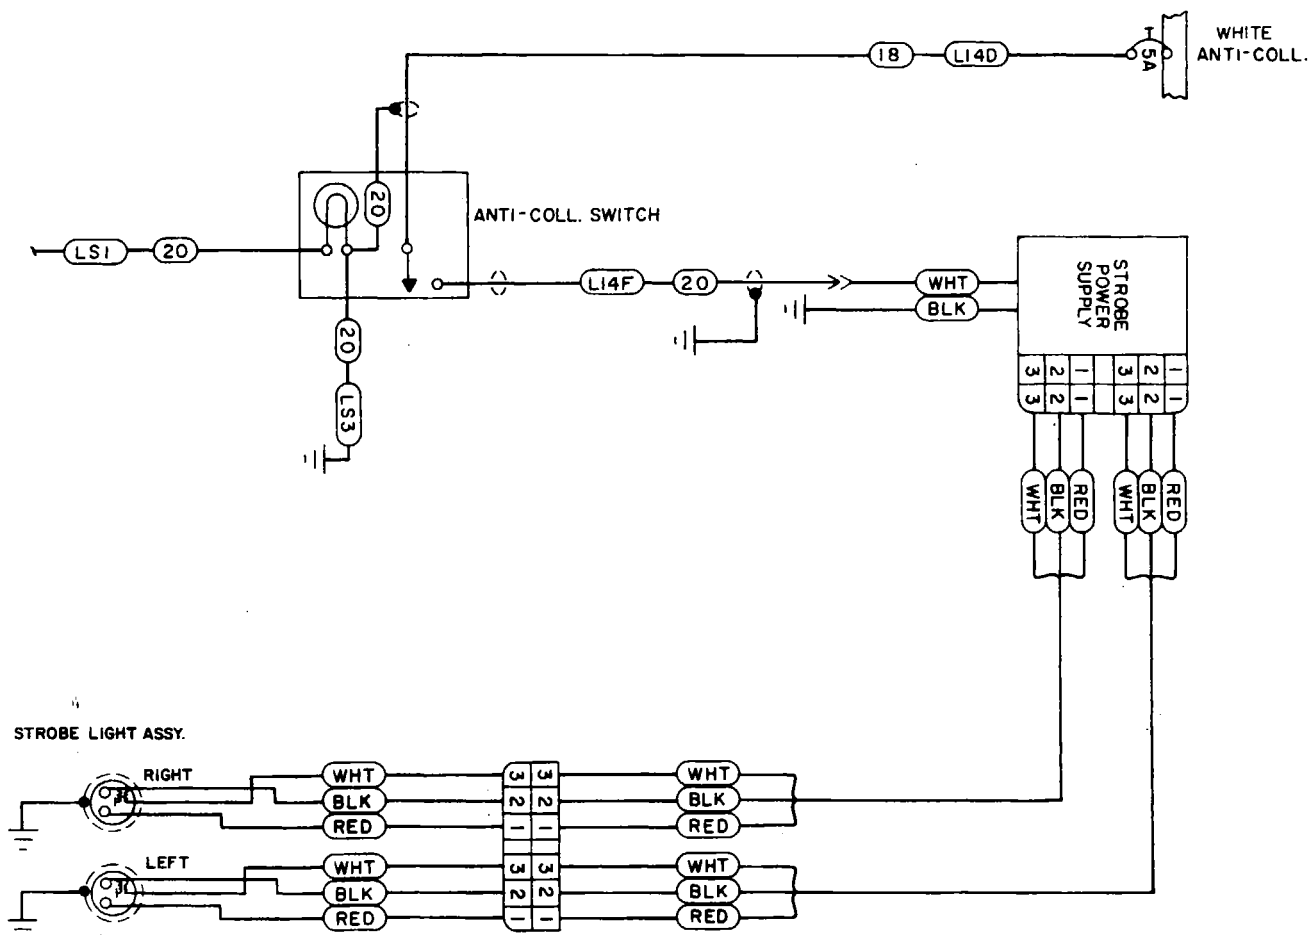 WHITE
ANTI-COLL.
18
L14D
5A
20
ANTI-COLL. SWITCH
LS1
20
L14F
20
WHT
BLK
STROBE
POWER
SUPPLY
20
LS3
3 2 1 3 2 1
3 2 1 3 2 1
WHT
BLK
RED
WHT
BLK
RED
STROBE LIGHT ASSY.
RIGHT
WHT
3 3
WHT
BLK
2 2
BLK
RED
1 1
RED
LEFT
WHT
3 3
WHT
BLK
2 2
BLK
RED
1 1
RED